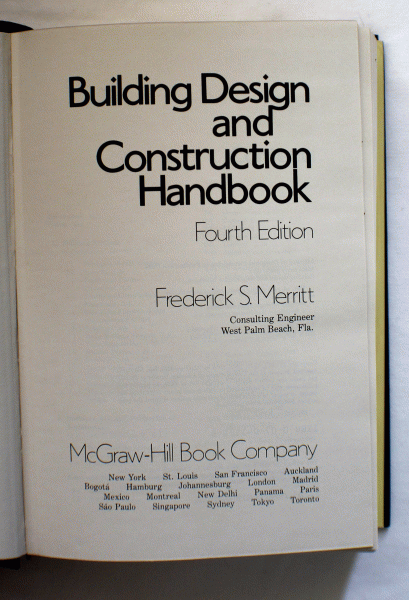 Building Design
and
Construction
Handbook
Fourth Edition
Frederick S. Merritt
Consulting Engineer
West Palm Beach, Fla.
McGraw-Hill Book Company
New York St. Louis San Francisco Auckland
Bogotá Hamburg Johannesburg London Madrid
Mexico Montreal New Delhi Panama Paris
São Paulo Singapore Sydney Tokyo Toronto